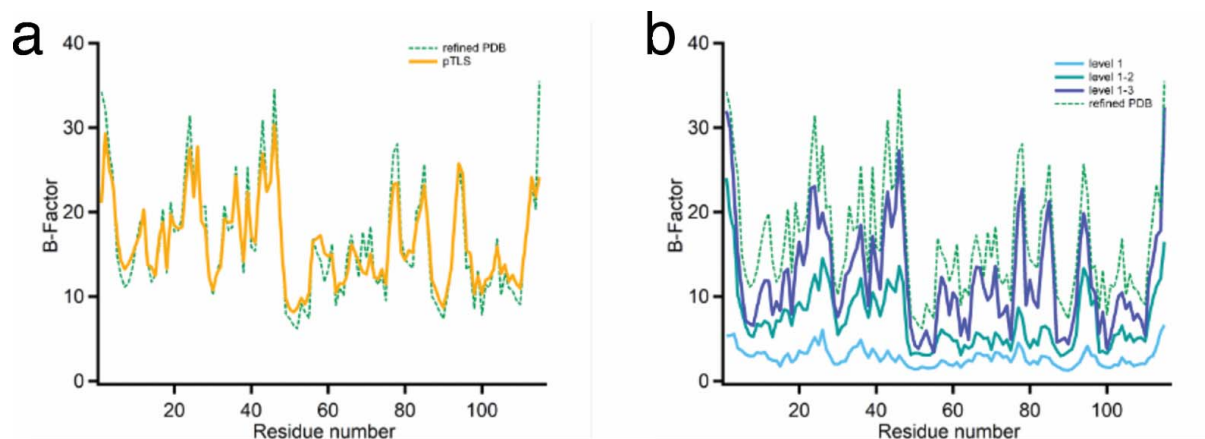 a
40
30
20
10
0
B-Factor
refined PDB
pTLS
20
40
60
80
100
Residue number
b
40
30
20
10
0
B-Factor
level 1
level 1-2
level 1-3
refined PDB
20
40
60
80
100
Residue number